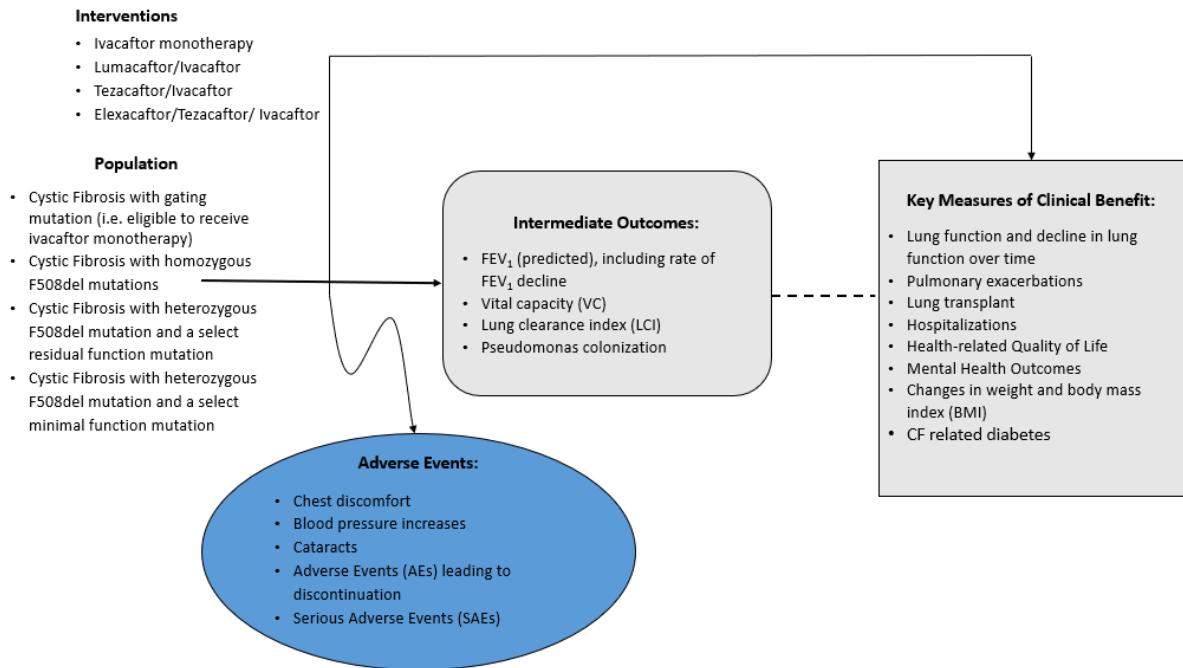 Interventions
• Ivacaftor monotherapy
• Lumacaftor/Ivacaftor
• Tezacaftor/Ivacaftor
• Elexacaftor/Tezacaftor/ Ivacaftor
Population
• Cystic Fibrosis with gating
mutation (i.e. eligible to receive
ivacaftor monotherapy)
• Cystic Fibrosis with homozygous
F508del mutations
• Cystic Fibrosis with heterozygous
F508del mutation and a select
residual function mutation
• Cystic Fibrosis with heterozygous
F508del mutation and a select
minimal function mutation
Intermediate Outcomes:
• FEV₁ (predicted), including rate of
FEV₁ decline
• Vital capacity (VC)
• Lung clearance index (LCI)
• Pseudomonas colonization
Key Measures of Clinical Benefit:
• Lung function and decline in lung
function over time
• Pulmonary exacerbations
• Lung transplant
• Hospitalizations
• Health-related Quality of Life
• Mental Health Outcomes
• Changes in weight and body mass
index (BMI)
• CF related diabetes
Adverse Events:
• Chest discomfort
• Blood pressure increases
• Cataracts
• Adverse Events (AEs) leading to
discontinuation
• Serious Adverse Events (SAEs)